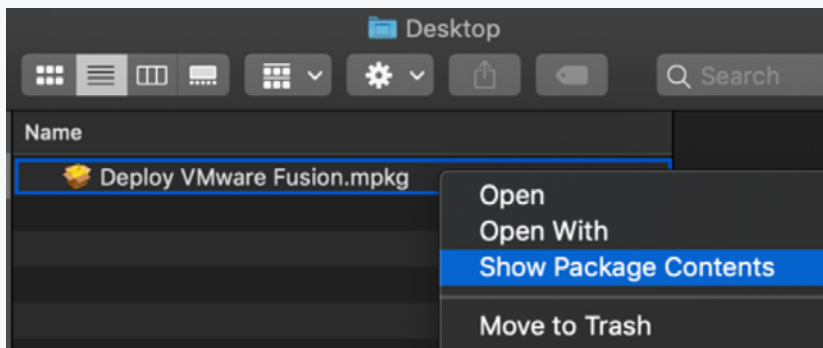 Desktop
Search
Name
Deploy VMware Fusion.mpkg
Open
Open With
Show Package Contents
Move to Trash